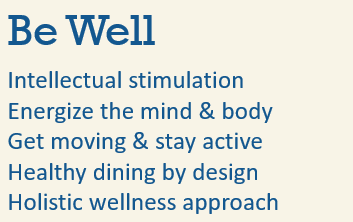 Be Well
Intellectual stimulation
Energize the mind & body
Get moving & stay active
Healthy dining by design
Holistic wellness approach